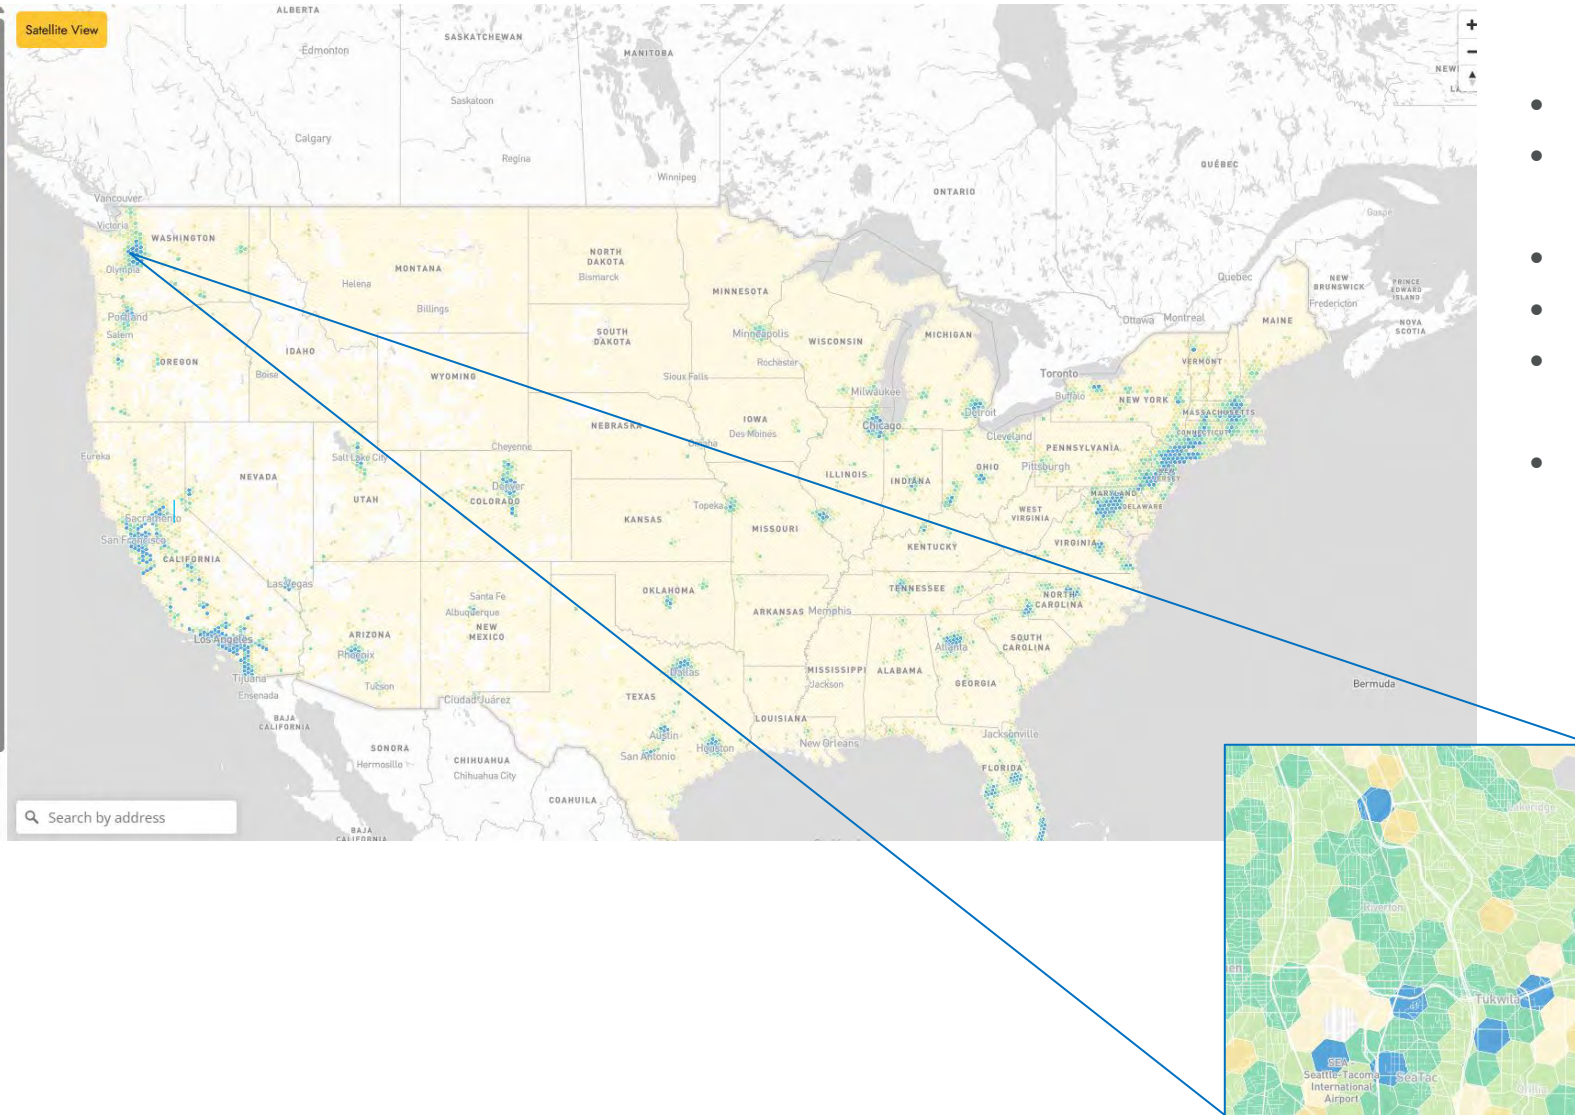 Satellite View
ALBERTA
SASKATCHEWAN
Edmonton
MANITOBA
Saskatoon
Calgary
Regina
Winnipeg
ONTARIO
QUÉBEC
Vancouver
Victoria
Gaspé
WASHINGTON
Olympia
MONTANA
Helena
Billings
NORTH
DAKOTA
Bismarck
MINNESOTA
Quebec
NEW
BRUNSWICK
Fredericton
PRINCE
EDWARD
ISLAND
NOVA
SCOTIA
Ottawa
Montreal
MAINE
Portland
Salem
OREGON
IDAHO
Boise
WYOMING
SOUTH
DAKOTA
Sioux Falls
Minneapolis
Rochester
WISCONSIN
MICHIGAN
Milwaukee
Toronto
Buffalo
VERMONT
NEW YORK
MASSACHUSETTS
CONNECTICUT
Eureka
NEVADA
Salt Lake City
UTAH
Cheyenne
Denver
COLORADO
NEBRASKA
Omaha
IOWA
Des Moines
Chicago
Detroit
Cleveland
PENNSYLVANIA
Pittsburgh
NEW
JERSEY
ILLINOIS
INDIANA
OHIO
MARYLAND
DELAWARE
WEST
VIRGINIA
VIRGINIA
Sacramento
San Francisco
CALIFORNIA
Las Vegas
KANSAS
Topeka
MISSOURI
KENTUCKY
Santa Fe
Albuquerque
NEW
MEXICO
OKLAHOMA
ARKANSAS
Memphis
TENNESSEE
NORTH
CAROLINA
Los Angeles
ARIZONA
Phoenix
Tucson
Tijuana
Ensenada
Ciudad Juárez
TEXAS
Dallas
MISSISSIPPI
Jackson
ALABAMA
Atlanta
GEORGIA
SOUTH
CAROLINA
Bermuda
BAJA
CALIFORNIA
SONORA
Hermosillo
CHIHUAHUA
Chihuahua City
COAHUILA
Austin
San Antonio
Houston
LOUISIANA
New Orleans
Jacksonville
FLORIDA
Search by address
BAJA
CALIFORNIA
Lakeridge
Riverton
Tukwila
SEA -
Seattle-Tacoma
International
Airport
SeaTac